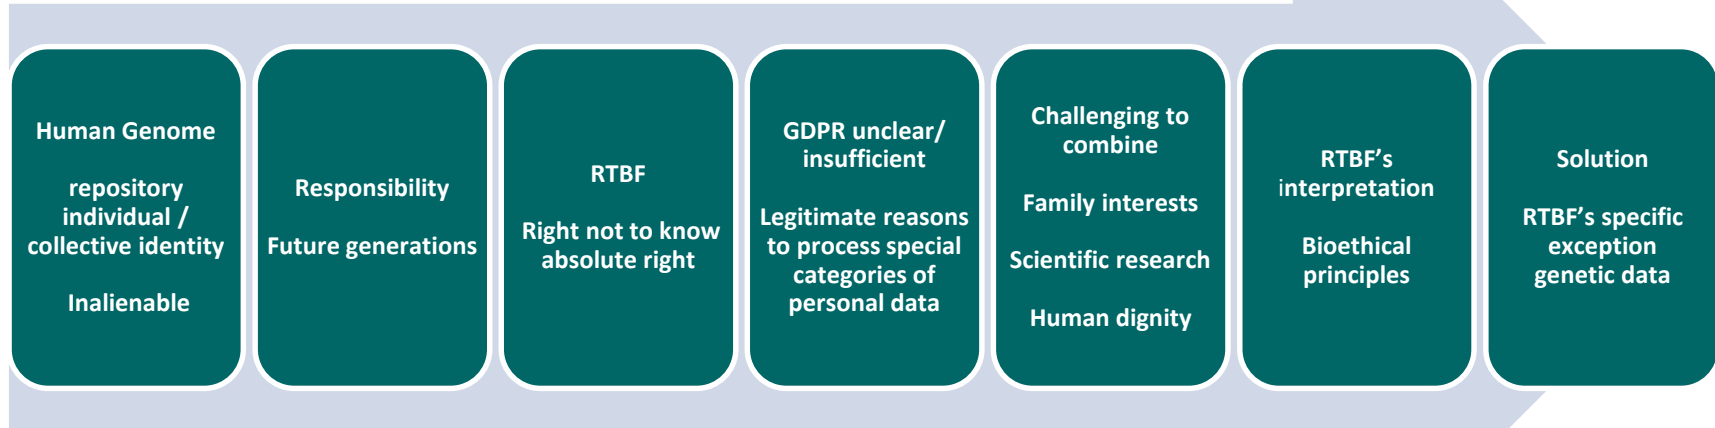 Human Genome
repository
individual /
collective identity
Inalienable
Responsibility
Future generations
RTBF
Right not to know
absolute right
GDPR unclear/
insufficient
Legitimate reasons
to process special
categories of
personal data
Challenging to
combine
Family interests
Scientific research
Human dignity
RTBF’s
interpretation
Bioethical
principles
Solution
RTBF’s specific
exception
genetic data